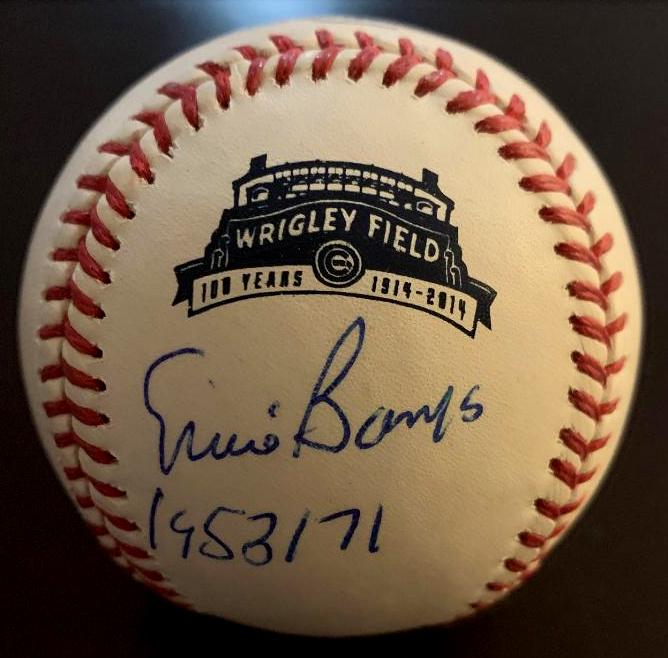 WRIGLEY FIELD
100 YEARS 1914-2014
Ernie Banks
1953/71